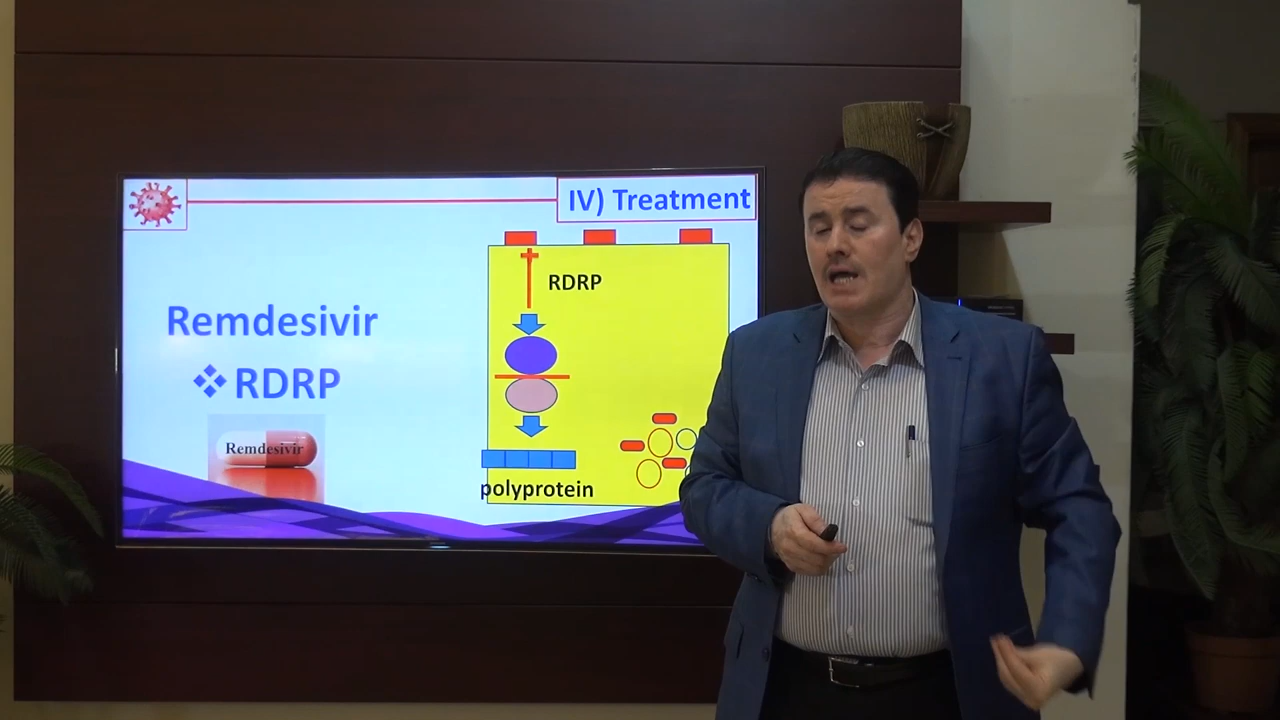 IV) Treatment
RDRP
Remdesivir
❖ RDRP
Remdesivir
polyprotein